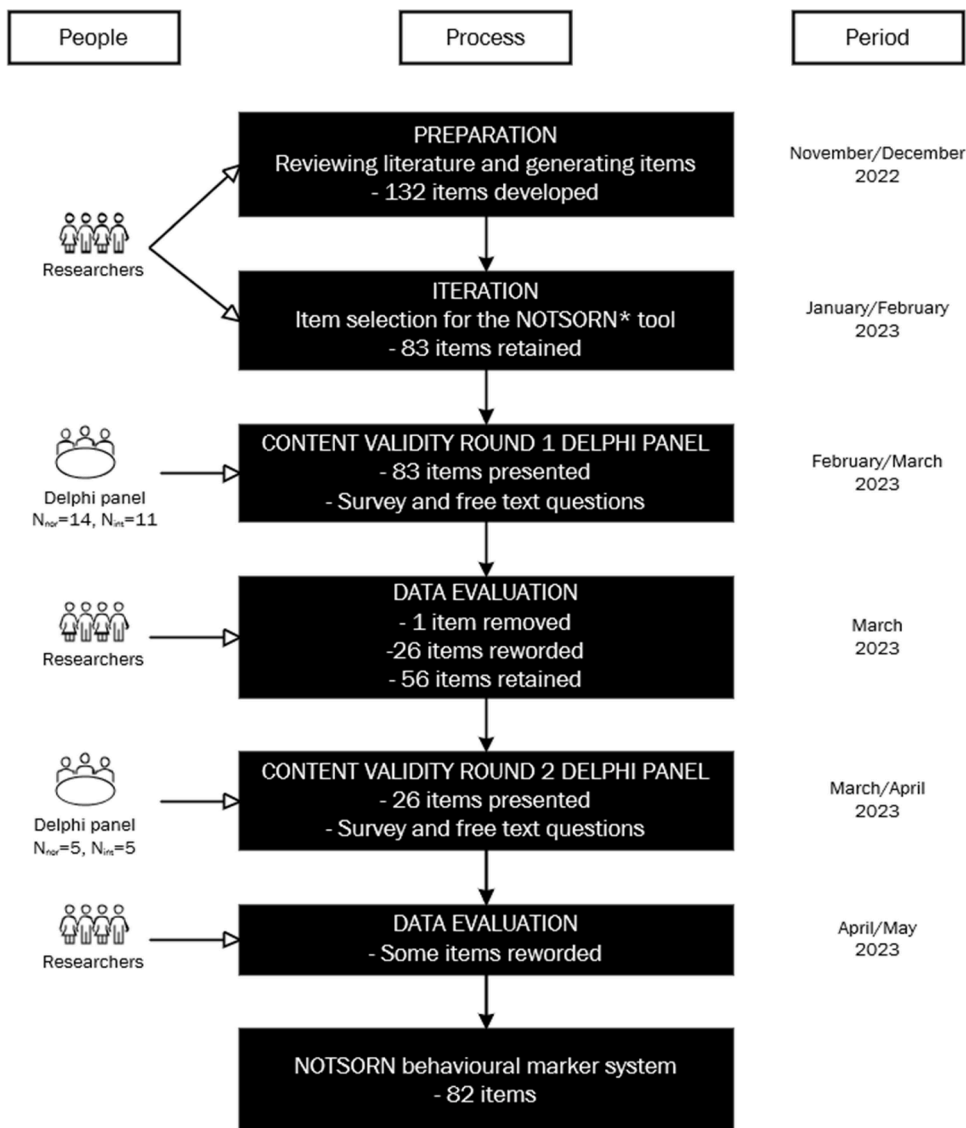 People
Process
Period
PREPARATION
Reviewing literature and generating items
- 132 items developed
November/December
2022
Researchers
ITERATION
Item selection for the NOTSORN* tool
- 83 items retained
January/February
2023
CONTENT VALIDITY ROUND 1 DELPHI PANEL
- 83 items presented
- Survey and free text questions
February/March
2023
Delphi panel
Nnor=14, Nint=11
DATA EVALUATION
- 1 item removed
-26 items reworded
- 56 items retained
March
2023
Researchers
CONTENT VALIDITY ROUND 2 DELPHI PANEL
- 26 items presented
- Survey and free text questions
March/April
2023
Delphi panel
Nnor=5, Nint=5
DATA EVALUATION
- Some items reworded
April/May
2023
Researchers
NOTSORN behavioural marker system
- 82 items